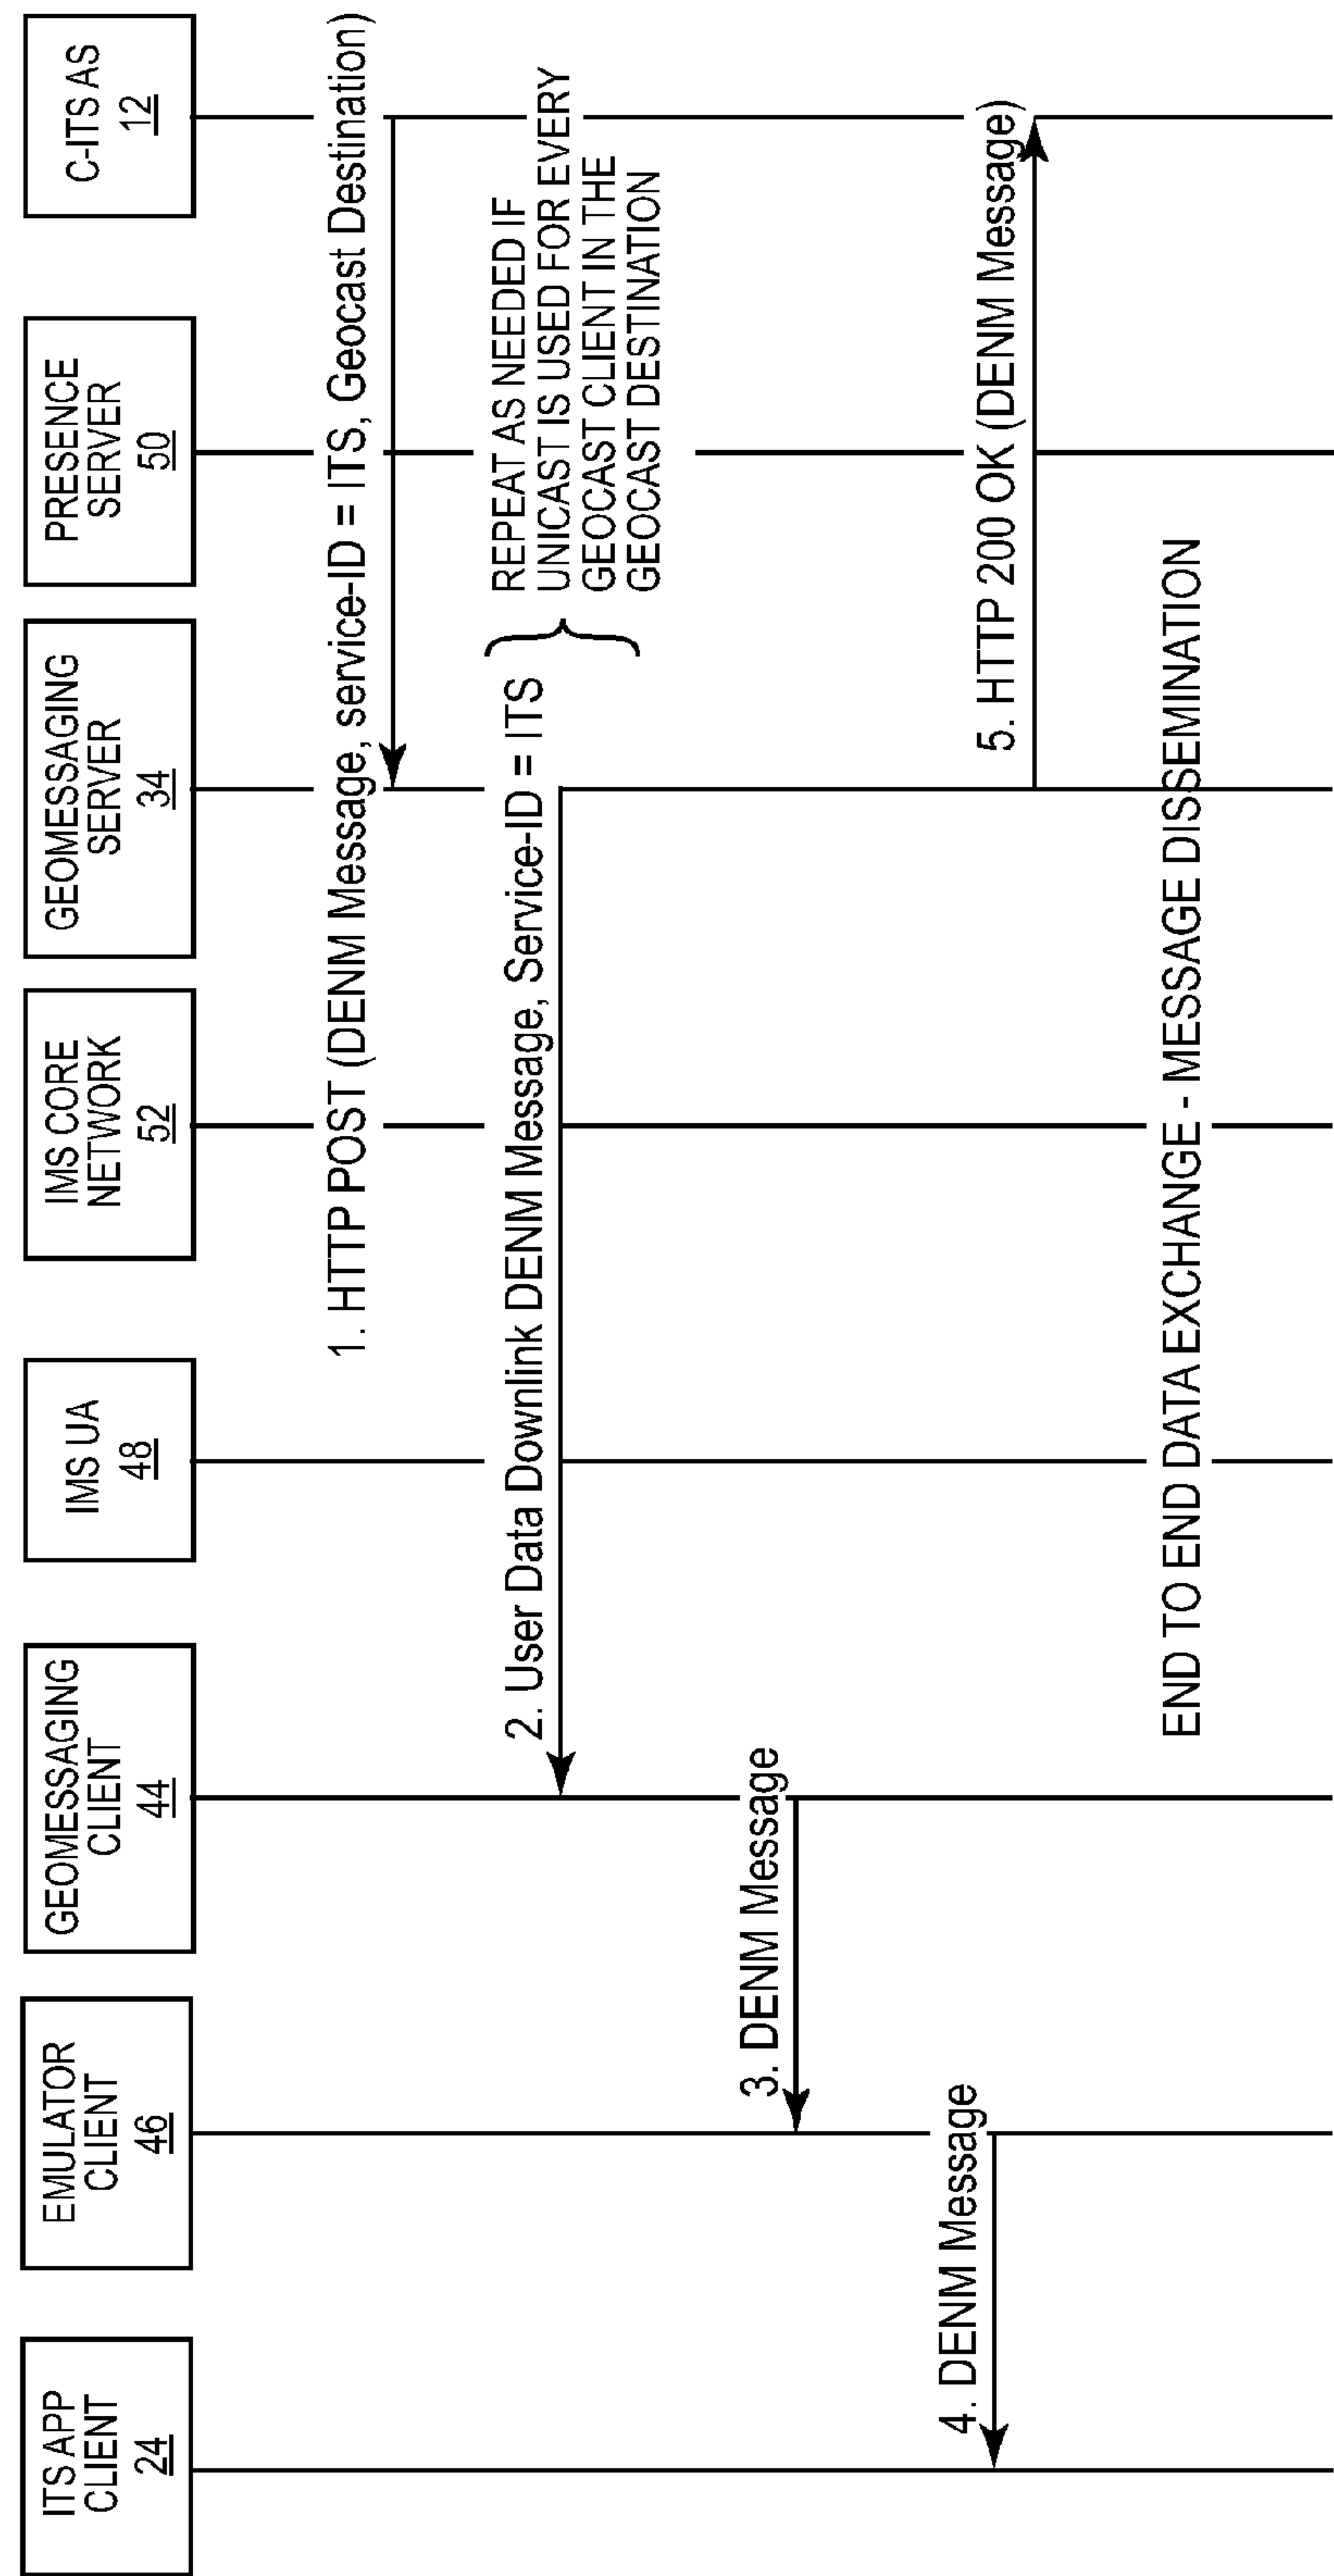 ITS APP
CLIENT
24
EMULATOR
CLIENT
46
GEOMESSAGING
CLIENT
44
IMS UA
48
IMS CORE
NETWORK
52
GEOMESSAGING
SERVER
34
PRESENCE
SERVER
50
C-ITS AS
12
1. HTTP POST (DENM Message, service-ID = ITS, Geocast Destination)
2. User Data Downlink DENM Message, Service-ID = ITS
REPEAT AS NEEDED IF
UNICAST IS USED FOR EVERY
GEOCAST CLIENT IN THE
GEOCAST DESTINATION
3. DENM Message
4. DENM Message
5. HTTP 200 OK (DENM Message)
END TO END DATA EXCHANGE - MESSAGE DISSEMINATION